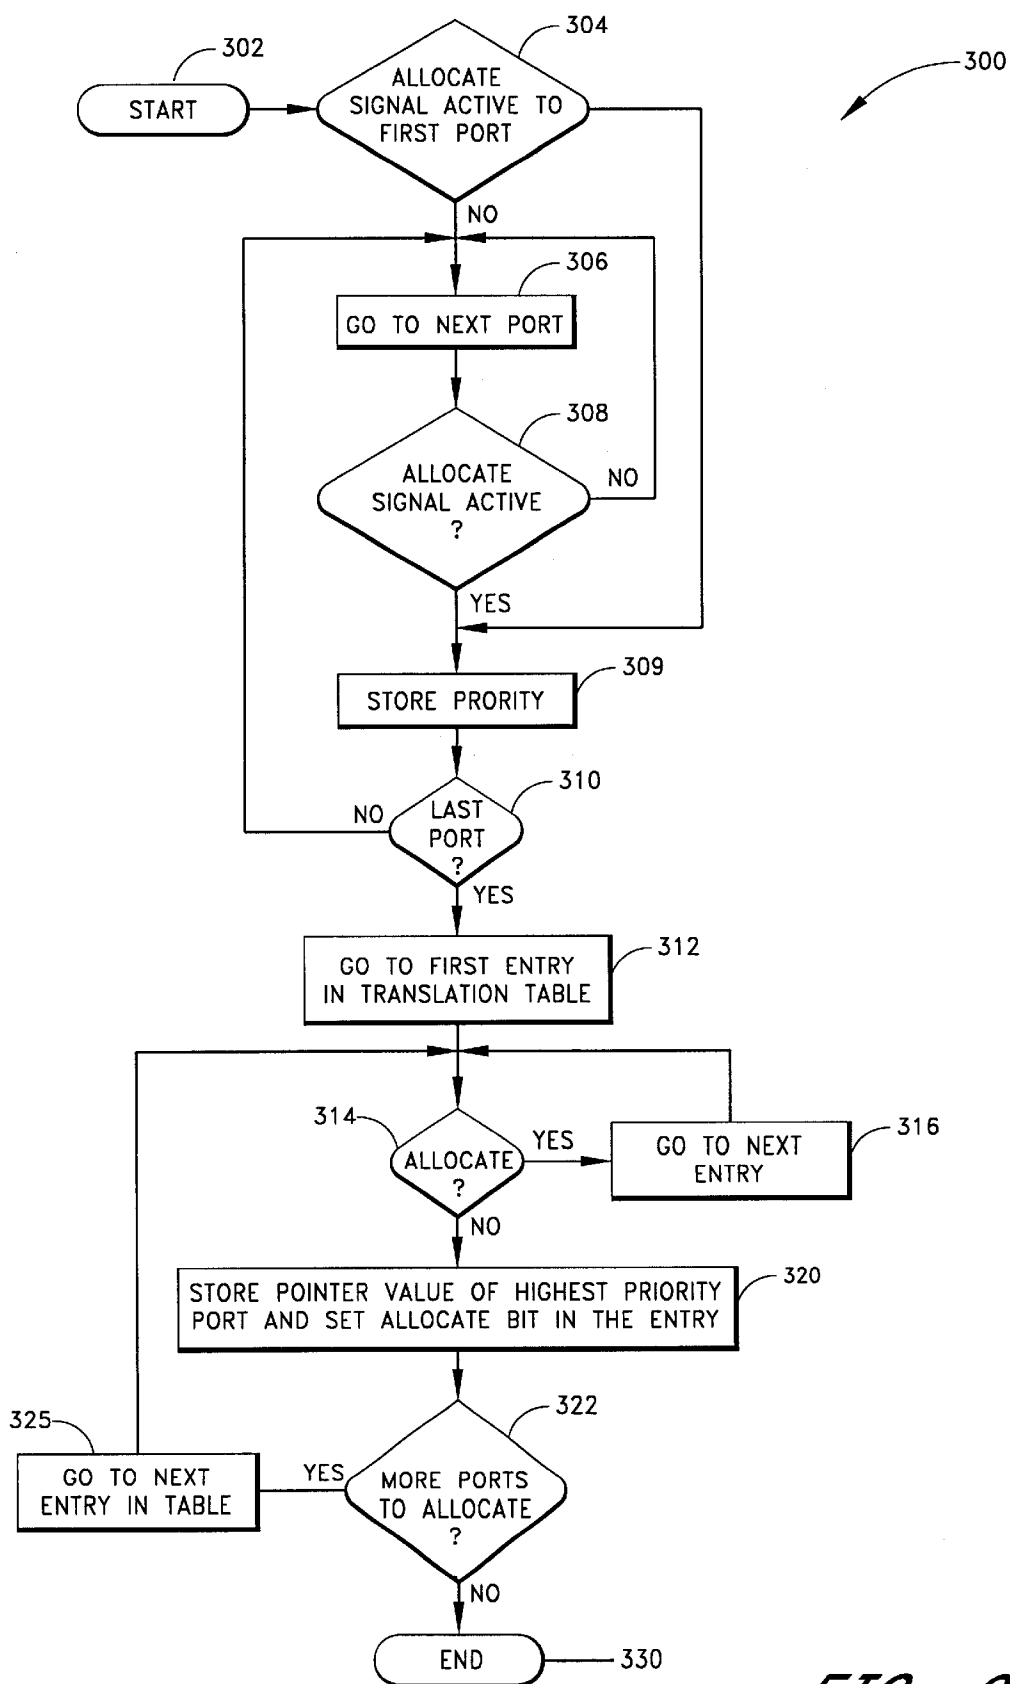 302
START
304
ALLOCATE
SIGNAL ACTIVE TO
FIRST PORT
300
NO
306
GO TO NEXT PORT
308
ALLOCATE
SIGNAL ACTIVE
?
NO
YES
309
STORE PRORITY
310
LAST
PORT
?
NO
YES
312
GO TO FIRST ENTRY
IN TRANSLATION TABLE
314
ALLOCATE
?
YES
316
GO TO NEXT
ENTRY
NO
320
STORE POINTER VALUE OF HIGHEST PRIORITY
PORT AND SET ALLOCATE BIT IN THE ENTRY
322
MORE PORTS
TO ALLOCATE
?
YES
325
GO TO NEXT
ENTRY IN TABLE
NO
END
330